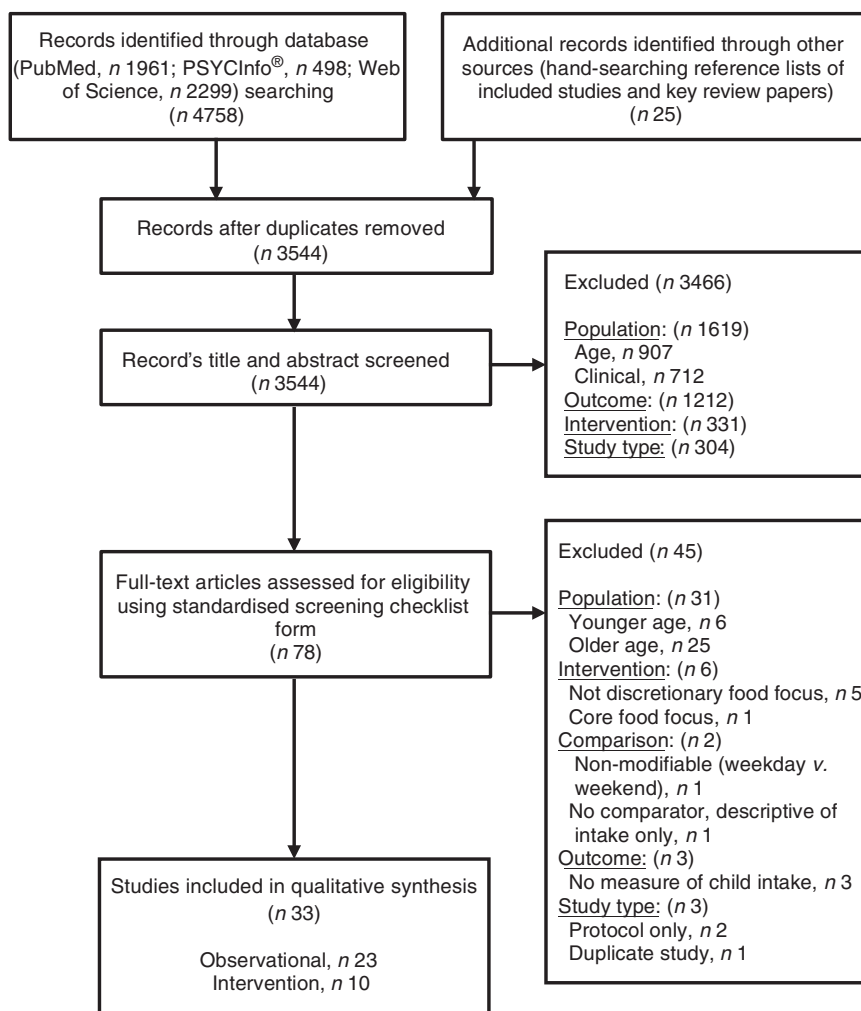 Records identified through database
(PubMed, n 1961; PSYCInfo®, n 498; Web
of Science, n 2299) searching
(n 4758)
Additional records identified through other
sources (hand-searching reference lists of
included studies and key review papers)
(n 25)
Records after duplicates removed
(n 3544)
Record's title and abstract screened
(n 3544)
Excluded (n 3466)
Population: (n 1619)
Age, n 907
Clinical, n 712
Outcome: (n 1212)
Intervention: (n 331)
Study type: (n 304)
Full-text articles assessed for eligibility
using standardised screening checklist
form
(n 78)
Excluded (n 45)
Population: (n 31)
Younger age, n 6
Older age, n 25
Intervention: (n 6)
Not discretionary food focus, n 5
Core food focus, n 1
Comparison: (n 2)
Non-modifiable (weekday v.
weekend), n 1
No comparator, descriptive of
intake only, n 1
Outcome: (n 3)
No measure of child intake, n 3
Study type: (n 3)
Protocol only, n 2
Duplicate study, n 1
Studies included in qualitative synthesis
(n 33)
Observational, n 23
Intervention, n 10